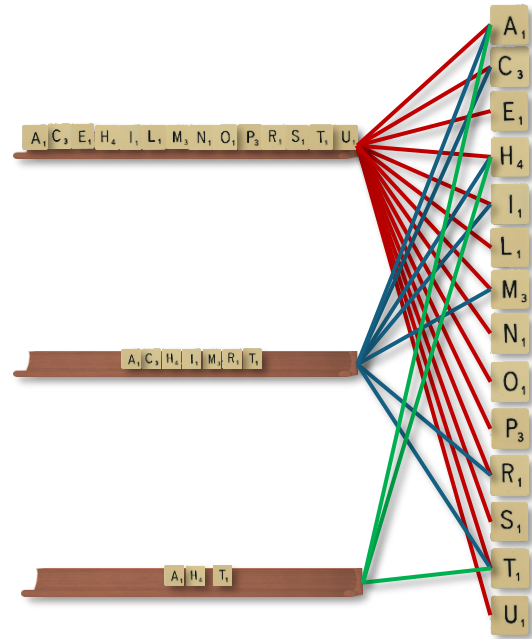 A1 C3 E1 H4 I1 L1 M3 N1 O1 P3 R1 S1 T1 U1
A1 C3 H4 I1 M3 R1 T1
A1 H4 T1
A1
C3
E1
H4
I1
L1
M3
N1
O1
P3
R1
S1
T1
U1